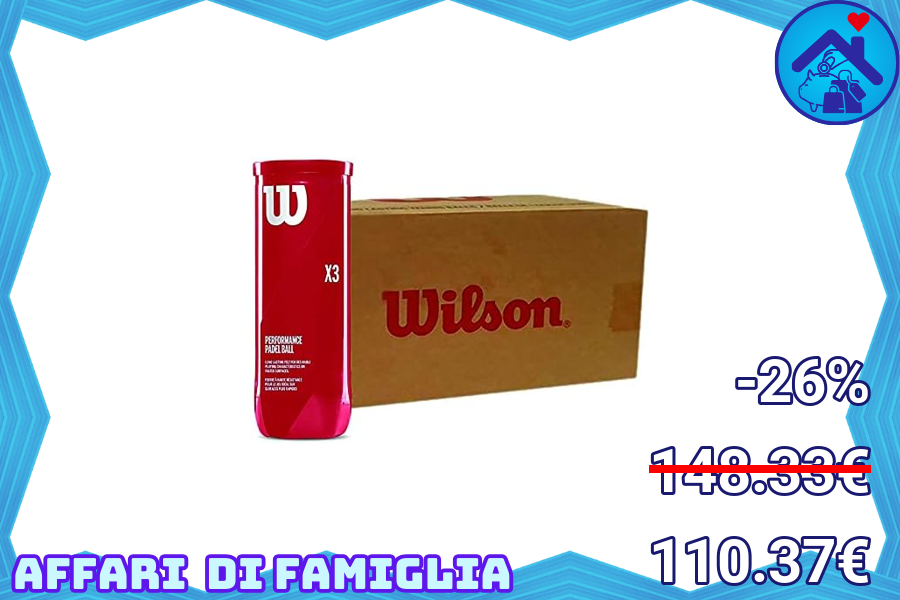 W
X3
PERFORMANCE
PADEL BALL
Wilson
-26%
148.33€
110.37€
AFFARI DI FAMIGLIA